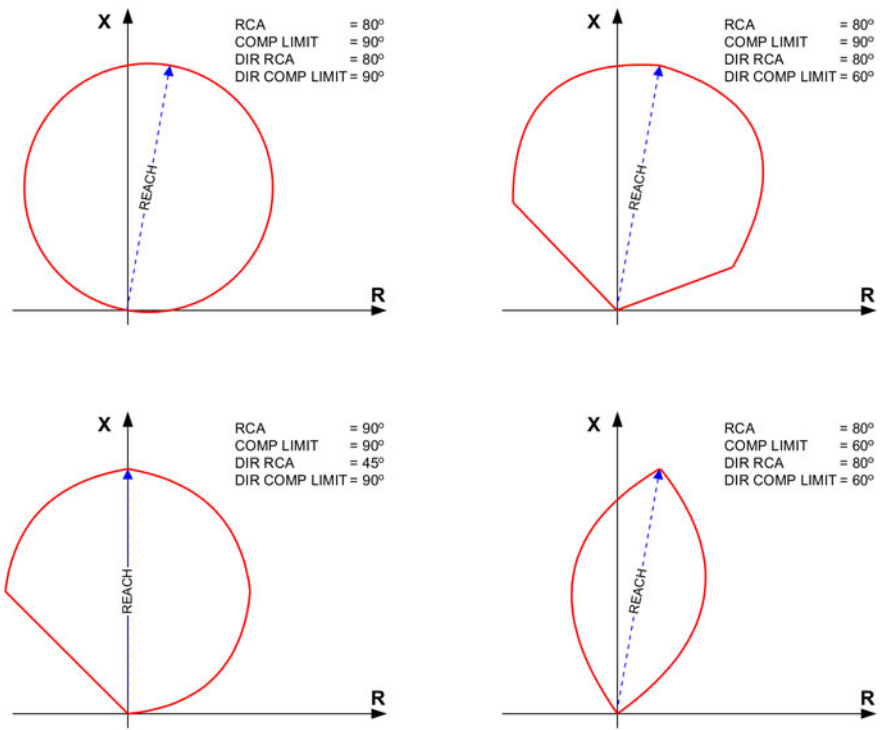 X
RCA = 80º
COMP LIMIT = 90º
DIR RCA = 80º
DIR COMP LIMIT = 90º
REACH
R
X
RCA = 80º
COMP LIMIT = 90º
DIR RCA = 80º
DIR COMP LIMIT = 60º
REACH
R
X
RCA = 90º
COMP LIMIT = 90º
DIR RCA = 45º
DIR COMP LIMIT = 90º
REACH
R
X
RCA = 80º
COMP LIMIT = 60º
DIR RCA = 80º
DIR COMP LIMIT = 60º
REACH
R